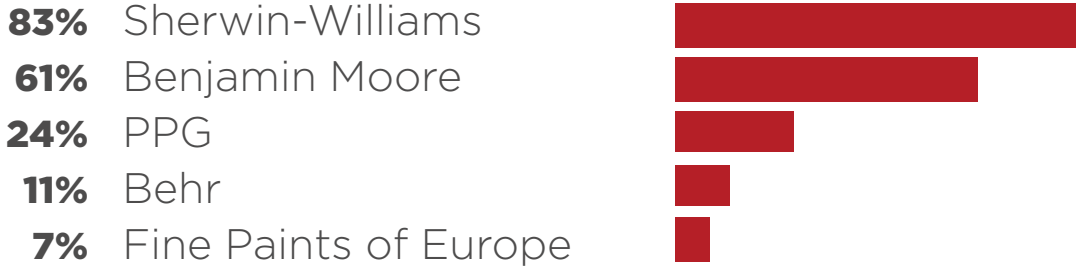 83% Sherwin-Williams
61% Benjamin Moore
24% PPG
11% Behr
7% Fine Paints of Europe